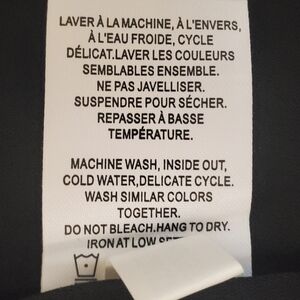 LAVER À LA MACHINE, À L'ENVERS,
À L'EAU FROIDE, CYCLE
DÉLICAT.LAVER LES COULEURS
SEMBLABLES ENSEMBLE.
NE PAS JAVELLISER.
SUSPENDRE POUR SÉCHER.
REPASSER À BASSE
TEMPÉRATURE.
MACHINE WASH, INSIDE OUT,
COLD WATER,DELICATE CYCLE.
WASH SIMILAR COLORS
TOGETHER.
DO NOT BLEACH.HANG TO DRY.
IRON AT LOW